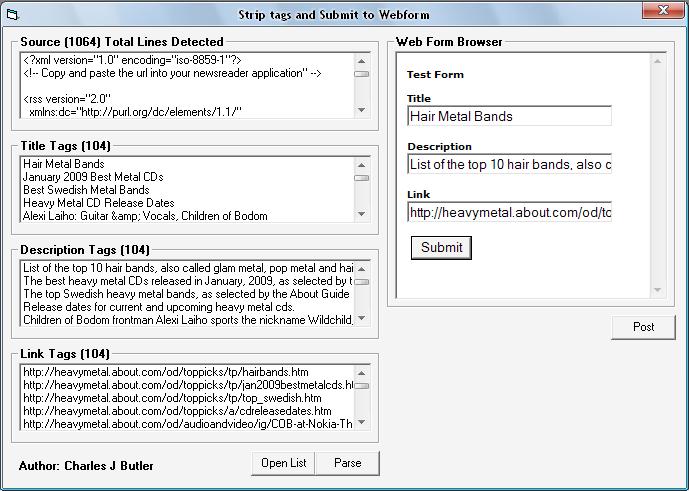 Strip tags and Submit to Webform
Source (1064) Total Lines Detected
<?xml version="1.0" encoding="iso-8859-1"?>
<!-- Copy and paste the url into your newsreader application" -->
<rss version="2.0"
xmlns:dc="http://purl.org/dc/elements/1.1/"
Title Tags (104)
Hair Metal Bands
January 2009 Best Metal CDs
Best Swedish Metal Bands
Heavy Metal CD Release Dates
Alexi Laiho: Guitar &amp; Vocals, Children of Bodom
Description Tags (104)
List of the top 10 hair bands, also called glam metal, pop metal and hai
The best heavy metal CDs released in January, 2009, as selected by t
The top Swedish heavy metal bands, as selected by the About Guide
Release dates for current and upcoming heavy metal cds.
Children of Bodom frontman Alexi Laiho sports the nickname Wildchild,
Link Tags (104)
http://heavymetal.about.com/od/toppicks/tp/hairbands.htm
http://heavymetal.about.com/od/toppicks/tp/jan2009bestmetalcds.ht
http://heavymetal.about.com/od/toppicks/tp/top_swedish.htm
http://heavymetal.about.com/od/toppicks/a/cdreleasedates.htm
http://heavymetal.about.com/od/audioandvideo/ig/COB-at-Nokia-Th
Author: Charles J Butler
Open List
Parse
Web Form Browser
Test Form
Title
Hair Metal Bands
Description
List of the top 10 hair bands, also c
Link
http://heavymetal.about.com/od/to
Submit
Post